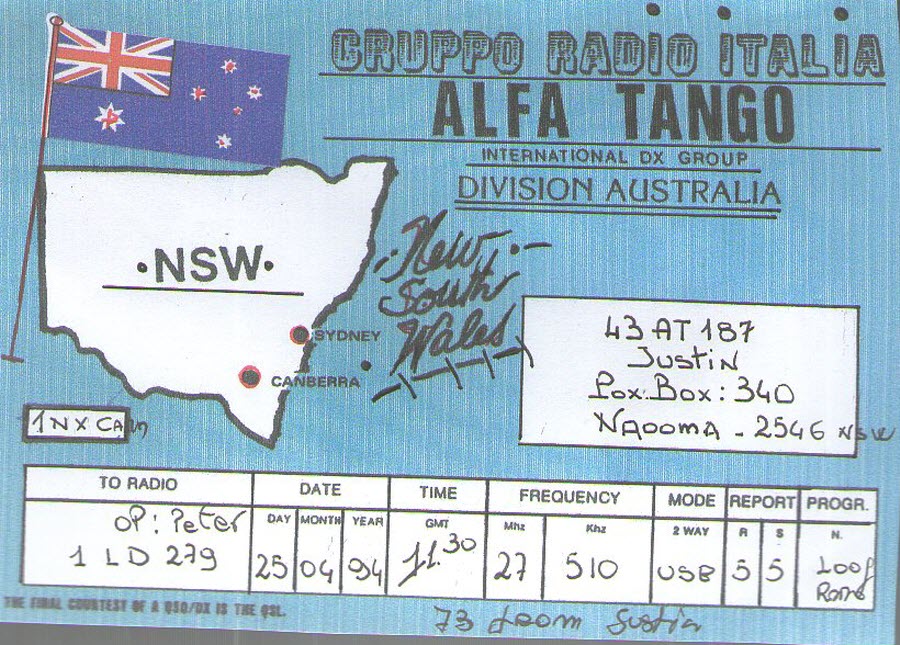 GRUPPO RADIO ITALIA
ALFA TANGO
INTERNATIONAL DX GROUP
DIVISION AUSTRALIA
•NSW•
New
South
Wales
SYDNEY
CANBERRA
43 AT 187
Justin
Pox.Box: 340
Naooma - 2546 NSW
1NX CAM
TO RADIO DATE TIME FREQUENCY MODE REPORT PROGR.
DAY MONTH YEAR GMT Mhz Khz 2 WAY R S N.
OP: Peter
1 LD 279 25 04 94 11.30 27 510 USB 5 5
THE FINAL COURTESY OF A QSO/DX IS THE QSL.
73 from Justin